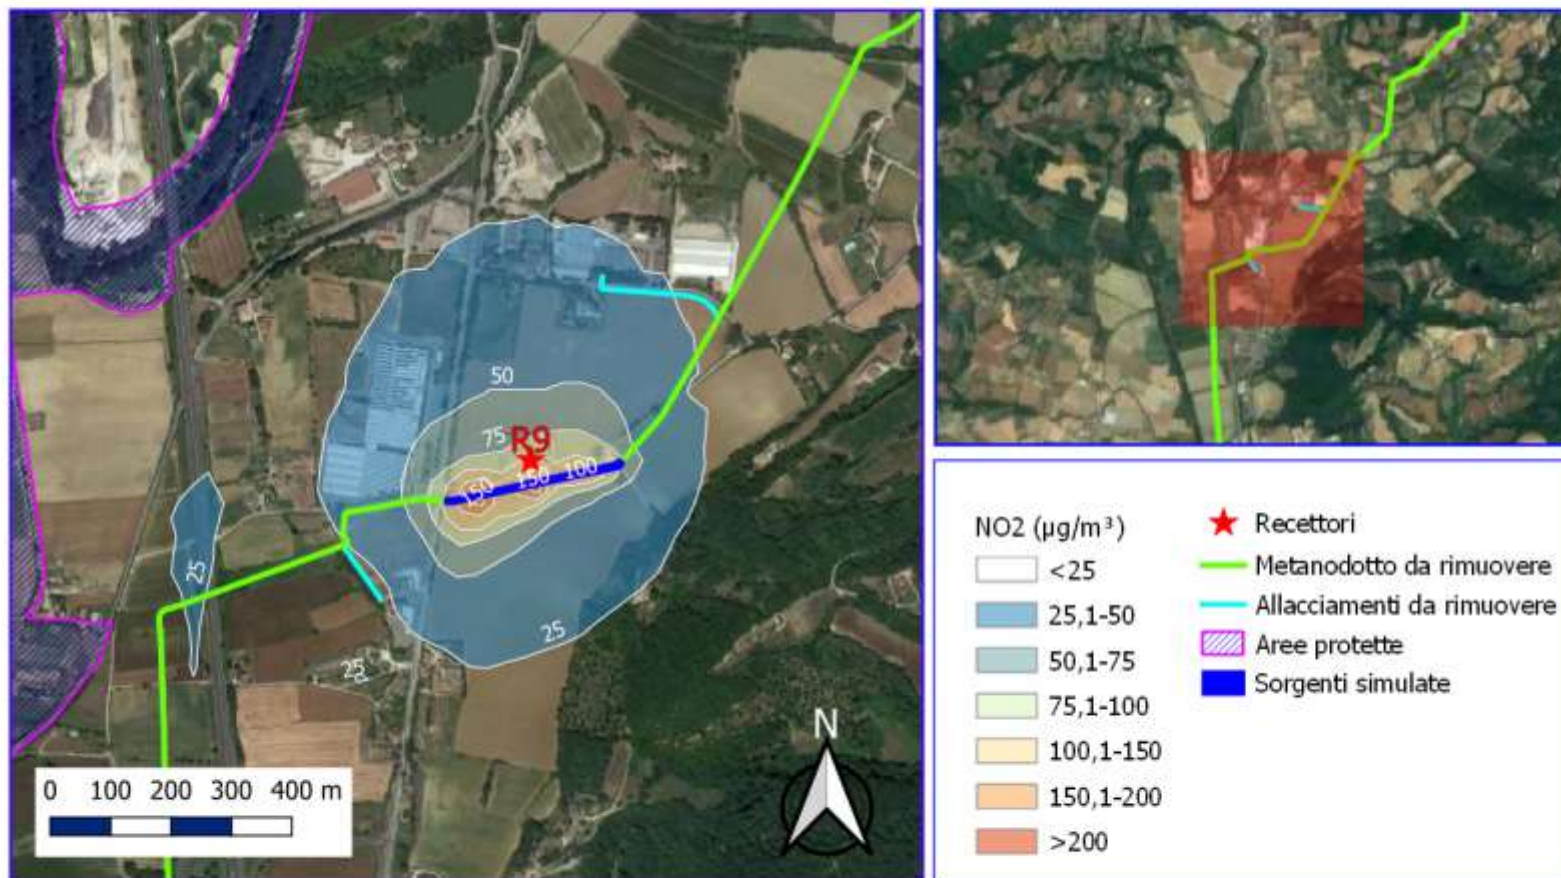 50
75
R9
150
150
100
25
25
25
N
0 100 200 300 400 m
NO2 (µg/m³)
<25
25,1-50
50,1-75
75,1-100
100,1-150
150,1-200
>200
Recettori
Metanodotto da rimuovere
Allacciamenti da rimuovere
Aree protette
Sorgenti simulate